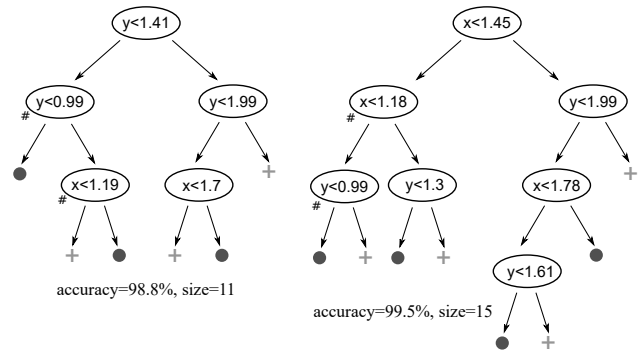 y<1.41
x<1.45
y<0.99
y<1.99
x<1.18
y<1.99
#
#
x<1.19
x<1.7
y<0.99
y<1.3
x<1.78
#
#
y<1.61
accuracy=98.8%, size=11
accuracy=99.5%, size=15